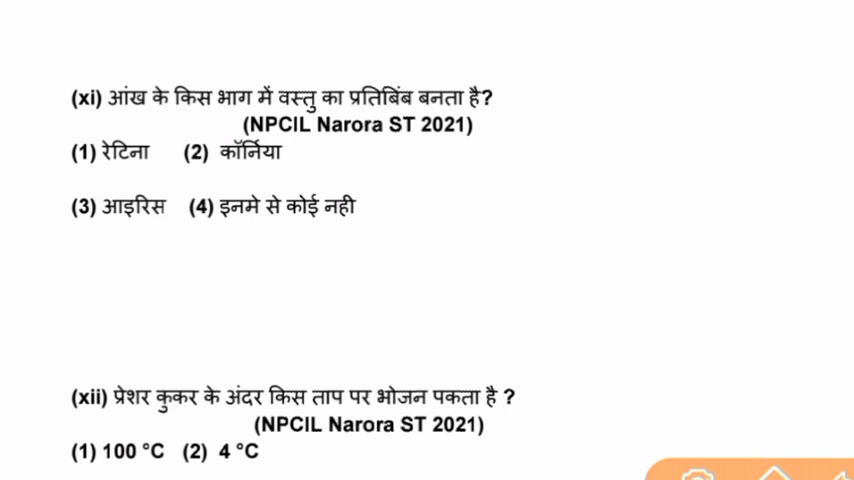 (xi) आंख के किस भाग में वस्तु का प्रतिबिंब बनता है?
(NPCIL Narora ST 2021)
(1) रेटिना (2) कॉर्निया
(3) आइरिस (4) इनमे से कोई नही
(xii) प्रेशर कुकर के अंदर किस ताप पर भोजन पकता है ?
(NPCIL Narora ST 2021)
(1) 100 °C (2) 4 °C